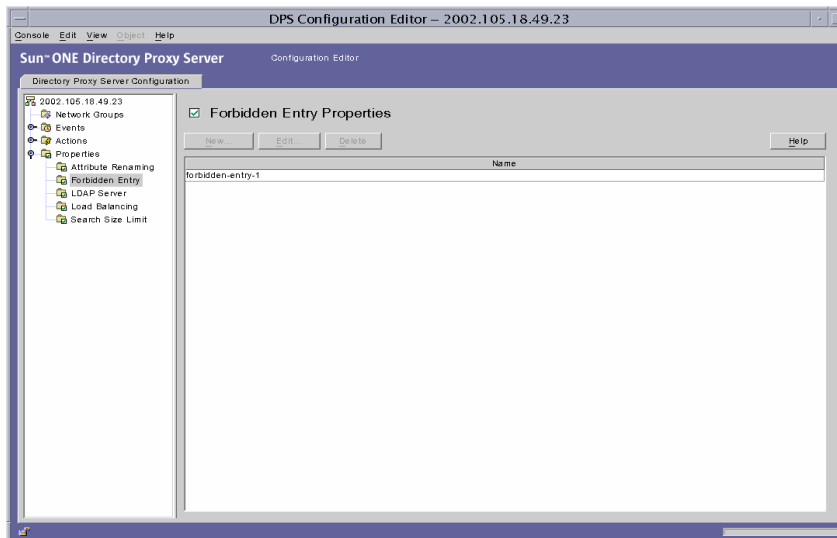 DPS Configuration Editor – 2002.105.18.49.23
Console Edit View Object Help
Sun™ ONE Directory Proxy Server Configuration Editor
Directory Proxy Server Configuration
2002.105.18.49.23
Network Groups
Events
Actions
Properties
Attribute Renaming
Forbidden Entry
LDAP Server
Load Balancing
Search Size Limit
Forbidden Entry Properties
New... Edit... Delete Help
Name
forbidden-entry-1